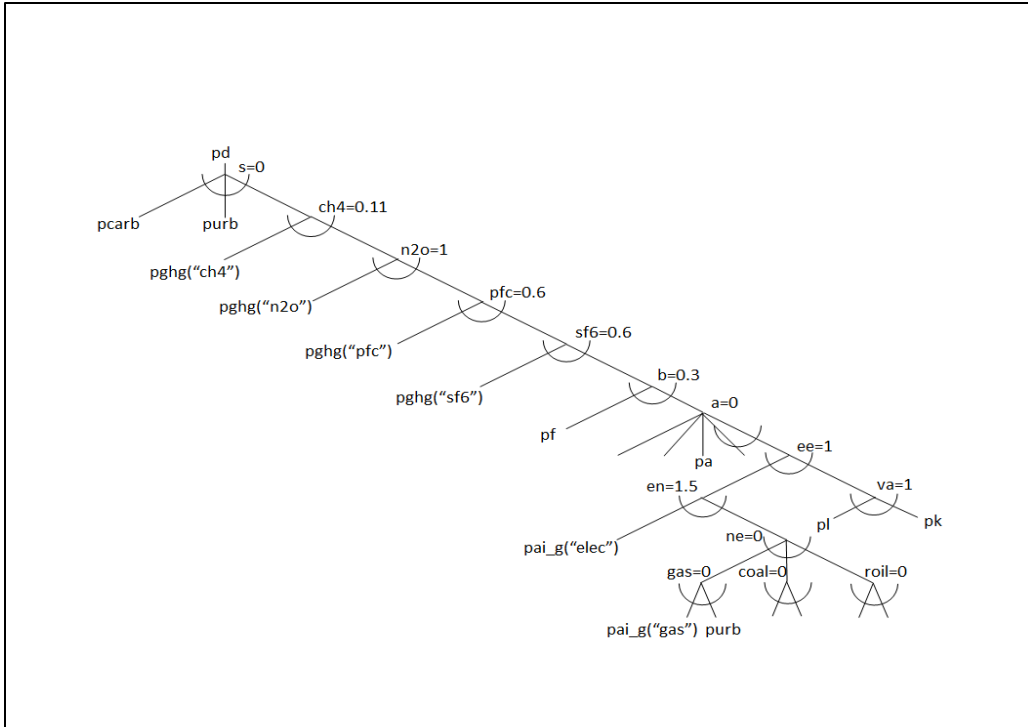 pd
s=0
pcarb
purb
ch4=0.11
pghg(“ch4”)
n2o=1
pghg(“n2o”)
pfc=0.6
pghg(“pfc”)
sf6=0.6
pghg(“sf6”)
b=0.3
pf
a=0
pa
ee=1
en=1.5
va=1
pl
pk
pai_g(“elec”)
ne=0
gas=0
coal=0
roil=0
pai_g(“gas”) purb